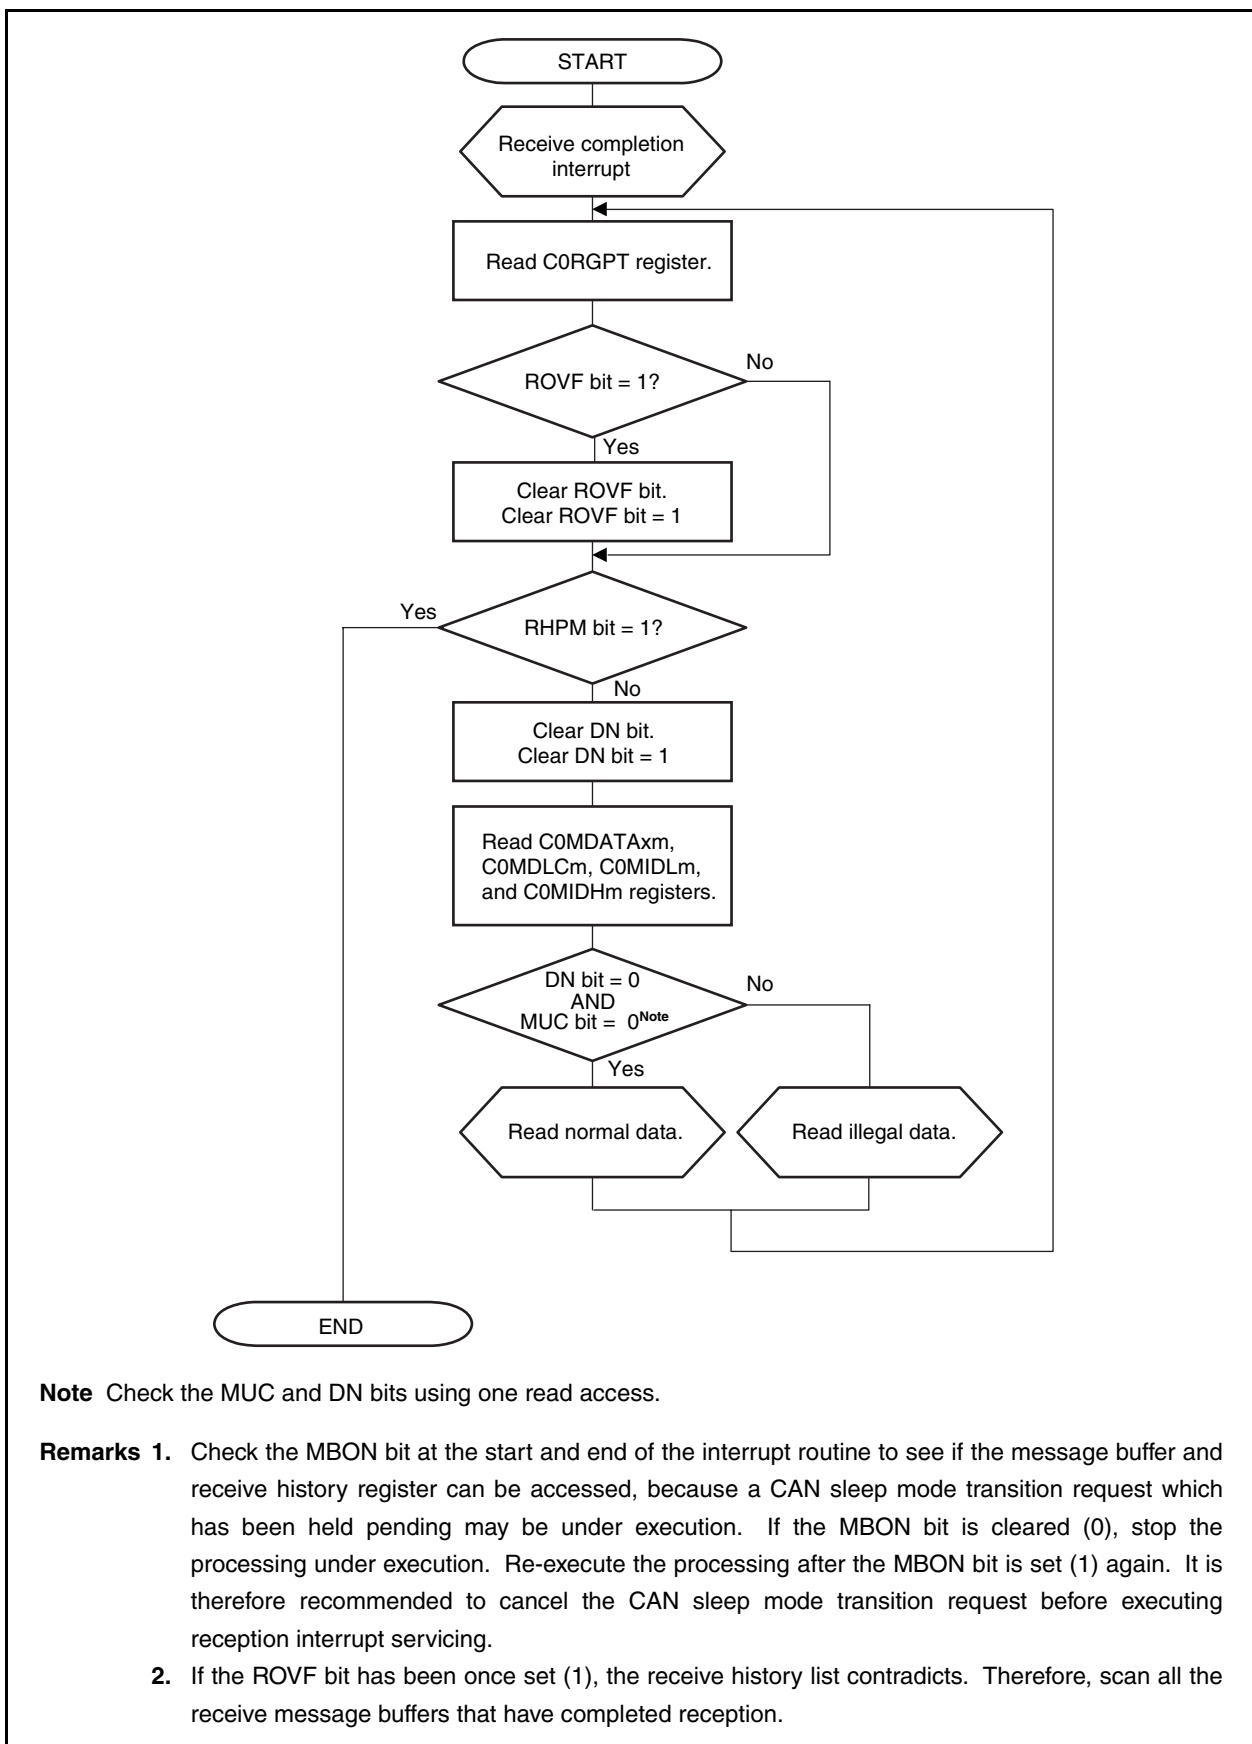 START
Receive completion
interrupt
Read C0RGPT register.
ROVF bit = 1?
No
Yes
Clear ROVF bit.
Clear ROVF bit = 1
Yes
RHPM bit = 1?
No
Clear DN bit.
Clear DN bit = 1
Read C0MDATAxm,
C0MDLCm, C0MIDLm,
and C0MIDHm registers.
DN bit = 0
AND
MUC bit = 0Note
No
Yes
Read normal data.
Read illegal data.
END
Note Check the MUC and DN bits using one read access.
Remarks 1. Check the MBON bit at the start and end of the interrupt routine to see if the message buffer and
receive history register can be accessed, because a CAN sleep mode transition request which
has been held pending may be under execution. If the MBON bit is cleared (0), stop the
processing under execution. Re-execute the processing after the MBON bit is set (1) again. It is
therefore recommended to cancel the CAN sleep mode transition request before executing
reception interrupt servicing.
2. If the ROVF bit has been once set (1), the receive history list contradicts. Therefore, scan all the
receive message buffers that have completed reception.